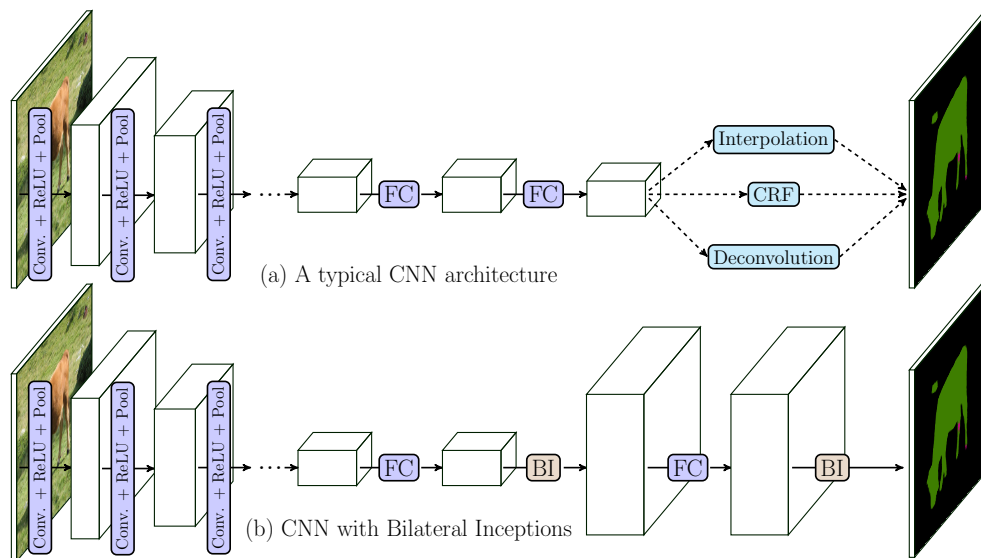 Conv. + ReLU + Pool
Conv. + ReLU + Pool
Conv. + ReLU + Pool
FC
FC
Interpolation
CRF
Deconvolution
(a) A typical CNN architecture
Conv. + ReLU + Pool
Conv. + ReLU + Pool
Conv. + ReLU + Pool
FC
BI
FC
BI
(b) CNN with Bilateral Inceptions